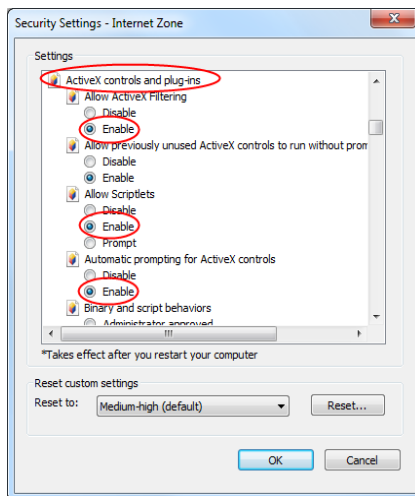 Security Settings - Internet Zone
Settings
ActiveX controls and plug-ins
Allow ActiveX Filtering
Disable
Enable
Allow previously unused ActiveX controls to run without prom
Disable
Enable
Allow Scriptlets
Disable
Enable
Prompt
Automatic prompting for ActiveX controls
Disable
Enable
Binary and script behaviors
Administrator approved
*Takes effect after you restart your computer
Reset custom settings
Reset to: Medium-high (default) Reset...
OK Cancel